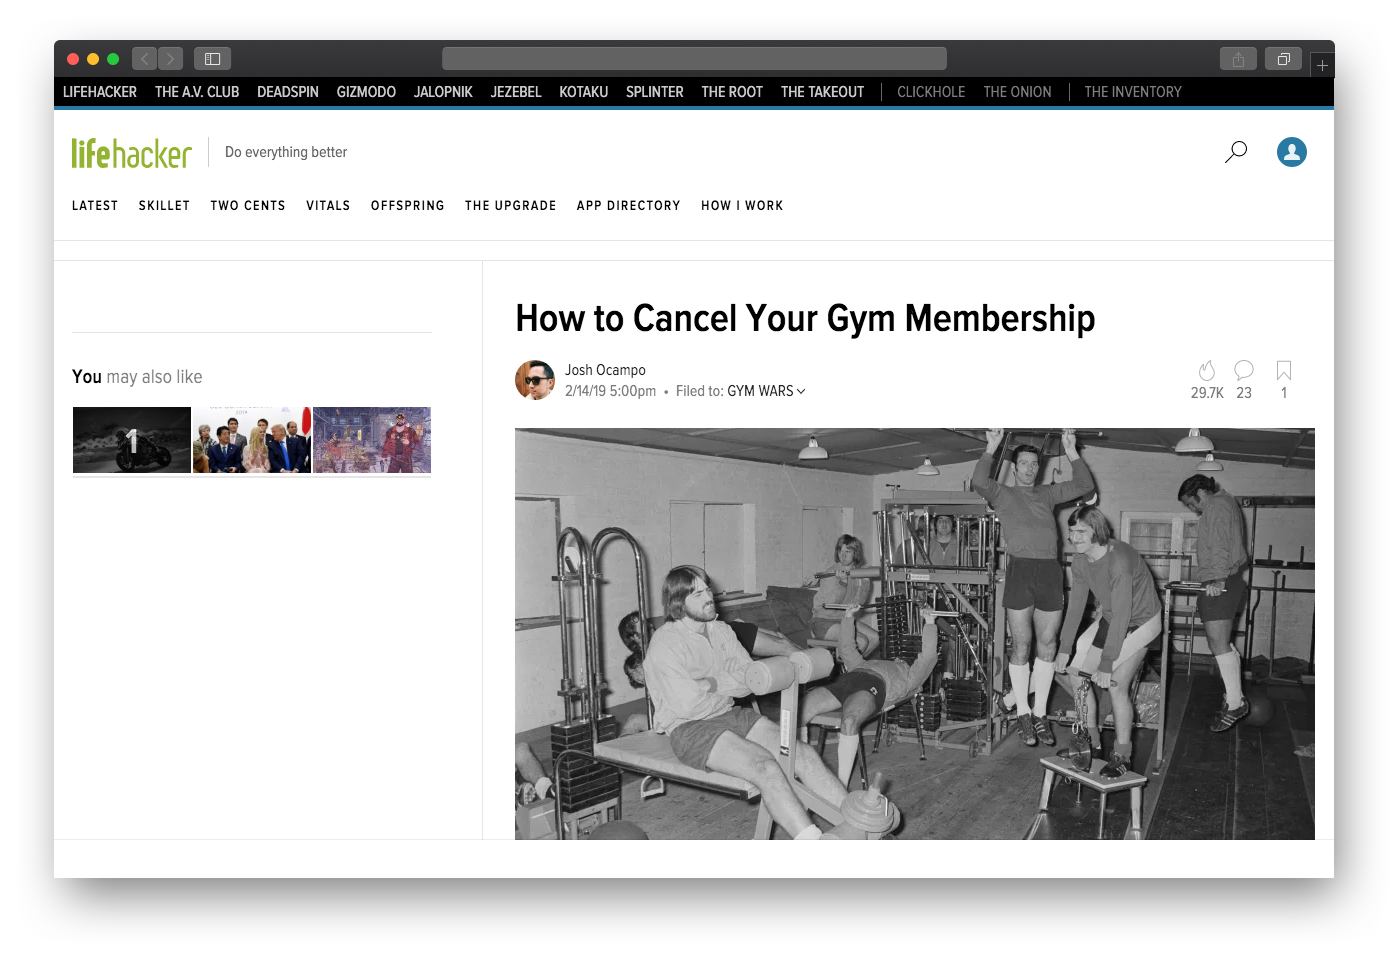 LIFEHACKER THE A.V. CLUB DEADSPIN GIZMODO JALOPNIK JEZEBEL KOTAKU SPLINTER THE ROOT THE TAKEOUT CLICKHOLE THE ONION THE INVENTORY
lifehacker Do everything better
LATEST SKILLET TWO CENTS VITALS OFFSPRING THE UPGRADE APP DIRECTORY HOW I WORK
You may also like
1
How to Cancel Your Gym Membership
Josh Ocampo
2/14/19 5:00pm • Filed to: GYM WARS
29.7K 23 1